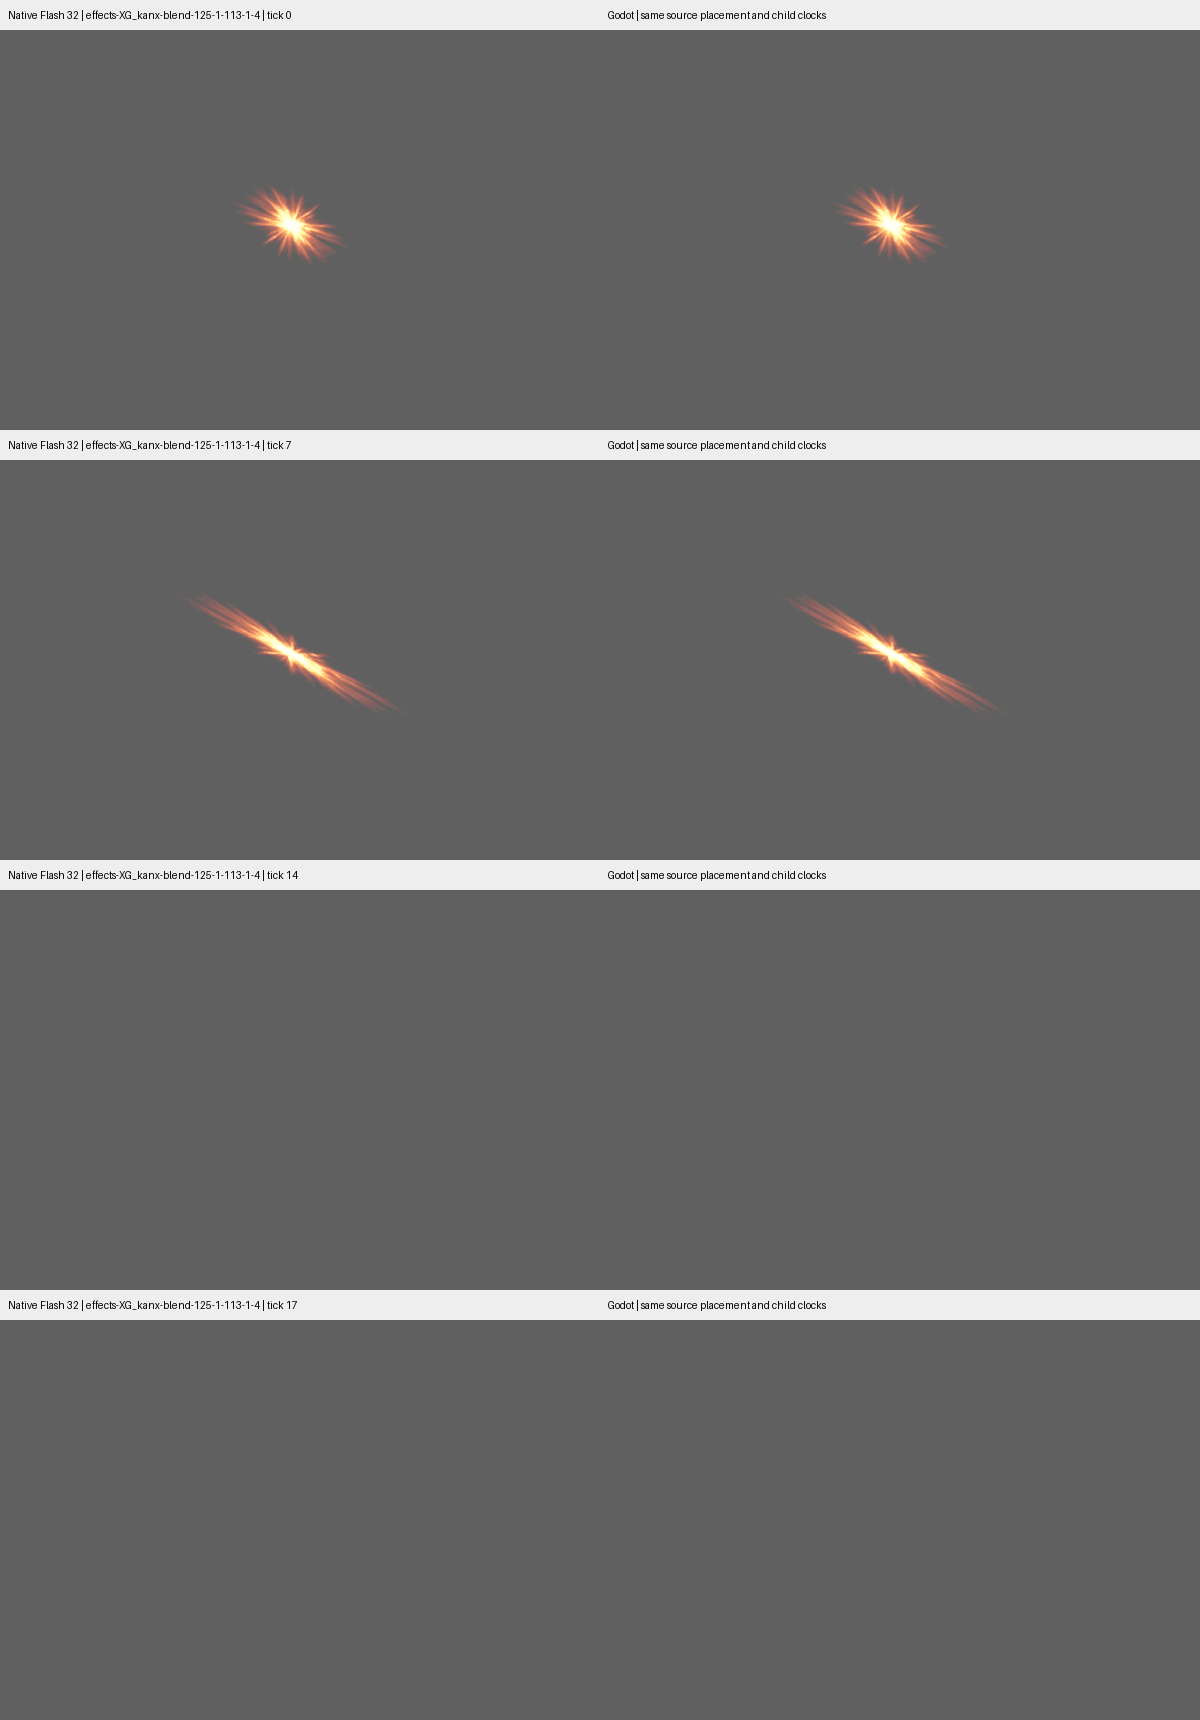 Native Flash 32 | effects-XG_kanx-blend-125-1-113-1-4 | tick 0
Godot | same source placement and child clocks
Native Flash 32 | effects-XG_kanx-blend-125-1-113-1-4 | tick 7
Godot | same source placement and child clocks
Native Flash 32 | effects-XG_kanx-blend-125-1-113-1-4 | tick 14
Godot | same source placement and child clocks
Native Flash 32 | effects-XG_kanx-blend-125-1-113-1-4 | tick 17
Godot | same source placement and child clocks